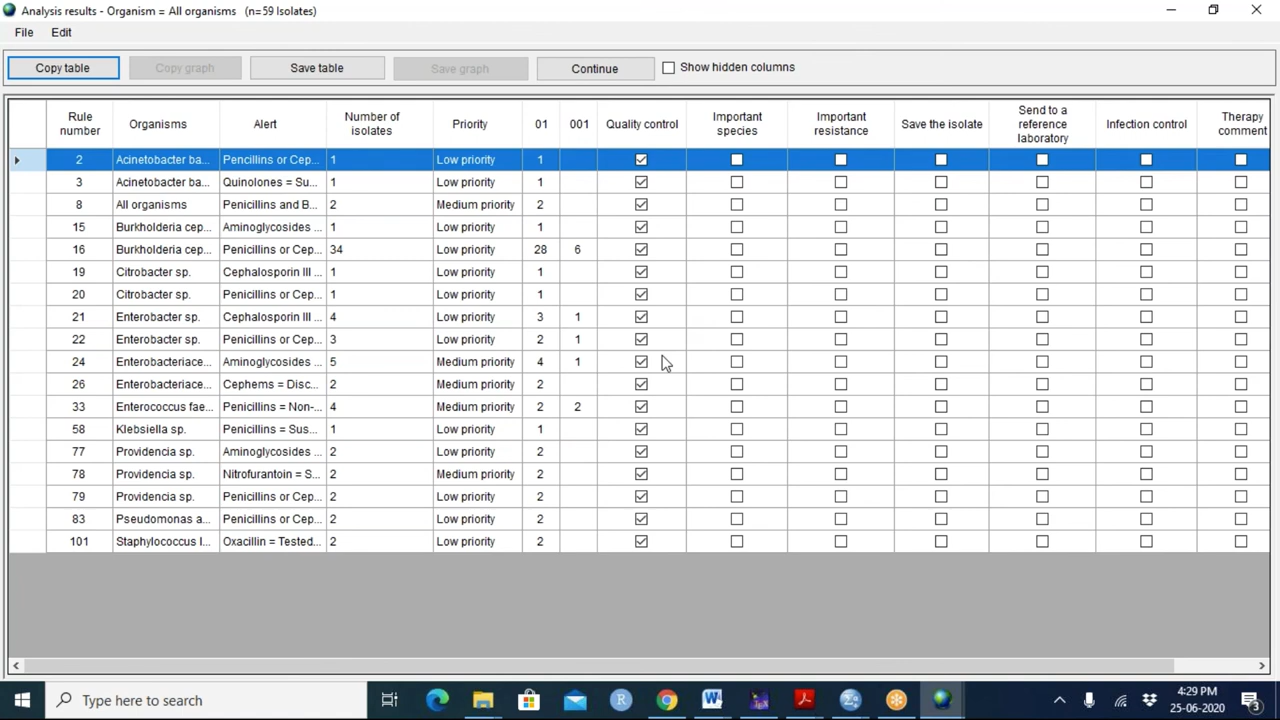 Analysis results - Organism = All organisms (n=59 Isolates)
File Edit
Copy table Copy graph Save table Save graph Continue Show hidden columns
Rule number Organisms Alert Number of isolates Priority 01 001 Quality control Important species Important resistance Save the isolate Send to a reference laboratory Infection control Therapy comment
2 Acinetobacter ba... Pencillins or Cep... 1 Low priority 1
3 Acinetobacter ba... Quinolones = Su... 1 Low priority 1
8 All organisms Penicillins and B... 2 Medium priority 2
15 Burkholderia cep... Aminoglycosides ... 1 Low priority 1
16 Burkholderia cep... Penicillins or Cep... 34 Low priority 28 6
19 Citrobacter sp. Cephalosporin III ... 1 Low priority 1
20 Citrobacter sp. Penicillins or Cep... 1 Low priority 1
21 Enterobacter sp. Cephalosporin III ... 4 Low priority 3 1
22 Enterobacter sp. Penicillins or Cep... 3 Low priority 2 1
24 Enterobacteriace... Aminoglycosides ... 5 Medium priority 4 1
26 Enterobacteriace... Cephems = Disc... 2 Medium priority 2
33 Enterococcus fae... Penicillins = Non-... 4 Medium priority 2 2
58 Klebsiella sp. Penicillins = Sus... 1 Low priority 1
77 Providencia sp. Aminoglycosides ... 2 Low priority 2
78 Providencia sp. Nitrofurantoin = S... 2 Medium priority 2
79 Providencia sp. Penicillins or Cep... 2 Low priority 2
83 Pseudomonas a... Penicillins or Cep... 2 Low priority 2
101 Staphylococcus l... Oxacillin = Tested... 2 Low priority 2
Type here to search
4:29 PM
25-06-2020
3